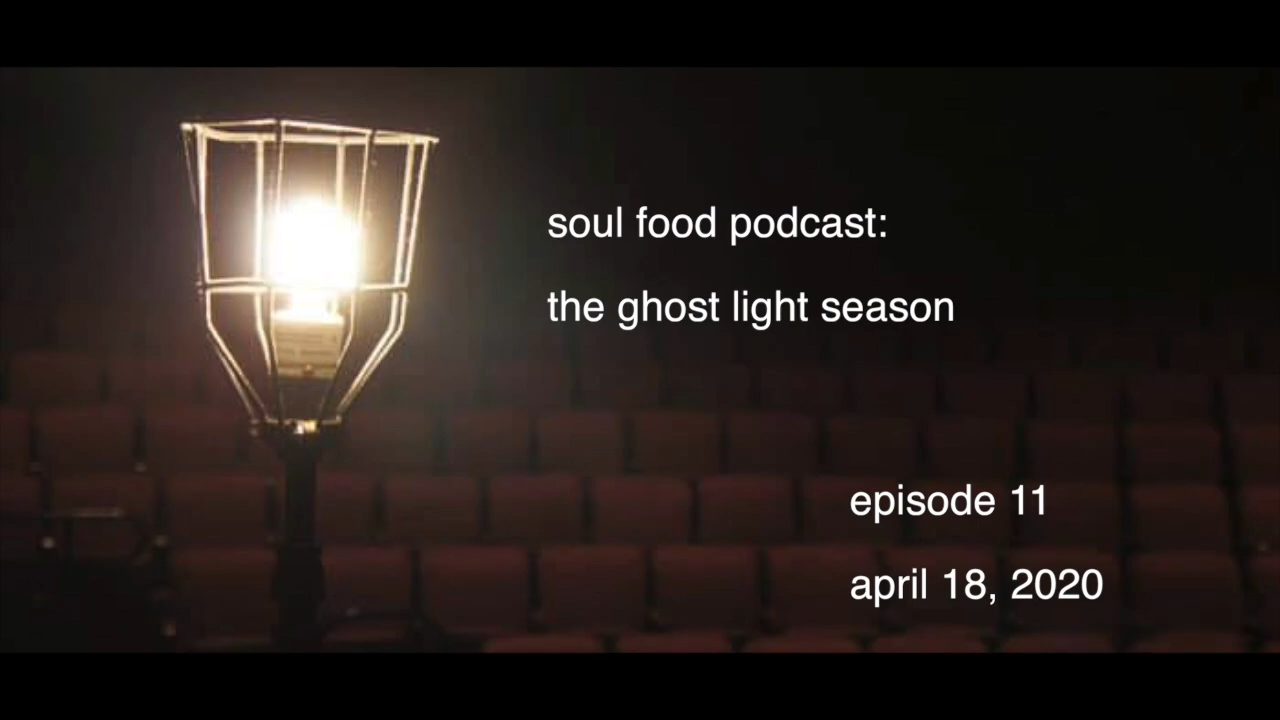 soul food podcast:
the ghost light season
episode 11
april 18, 2020